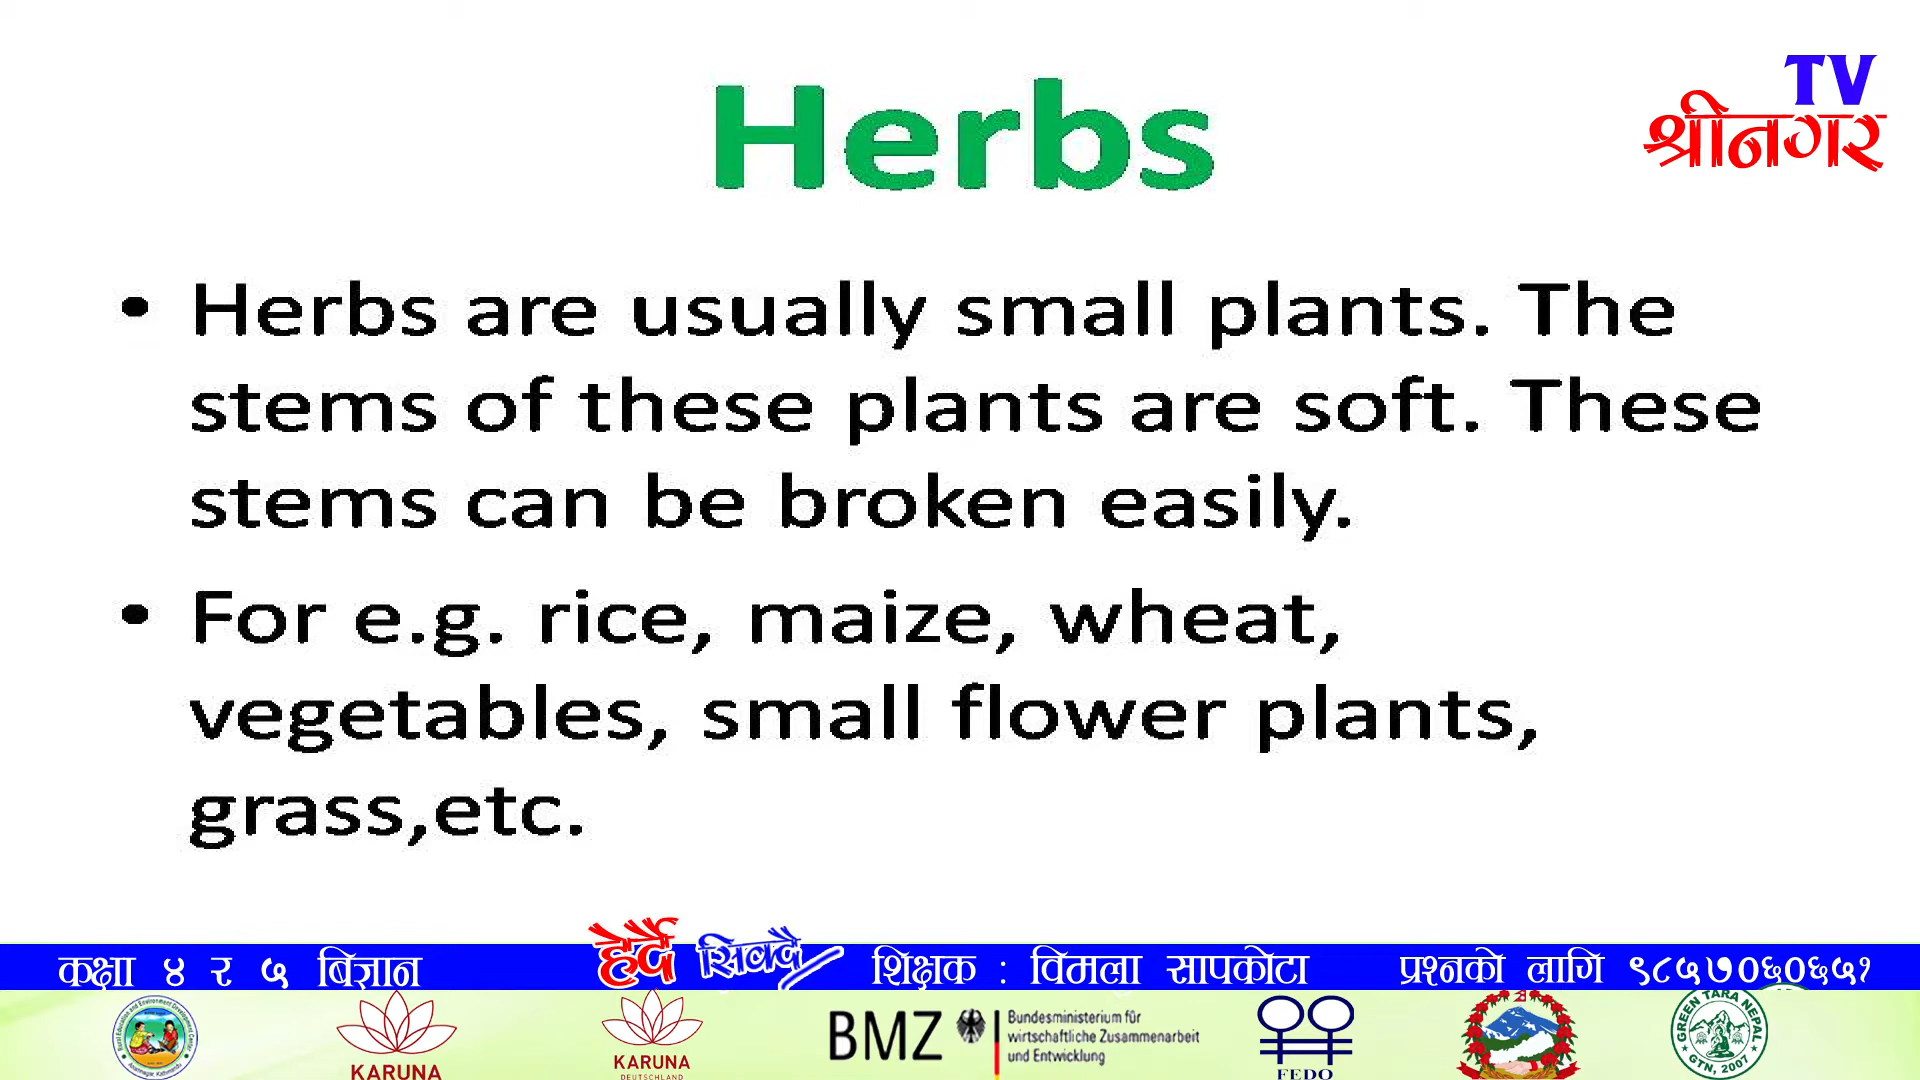 Herbs
TV
श्रीनगर
• Herbs are usually small plants. The
stems of these plants are soft. These
stems can be broken easily.
• For e.g. rice, maize, wheat,
vegetables, small flower plants,
grass,etc.
कक्षा ४ र ५ बिज्ञान
हेर्दै सिक्दै
शिक्षक : विमला सापकोटा
प्रश्नको लागि ९८५७०६०६५१
KARUNA
KARUNA
DEUTSCHLAND
BMZ
Bundesministerium für
wirtschaftliche Zusammenarbeit
und Entwicklung
FEDO
GREEN TARA NEPAL
GTN, 2007